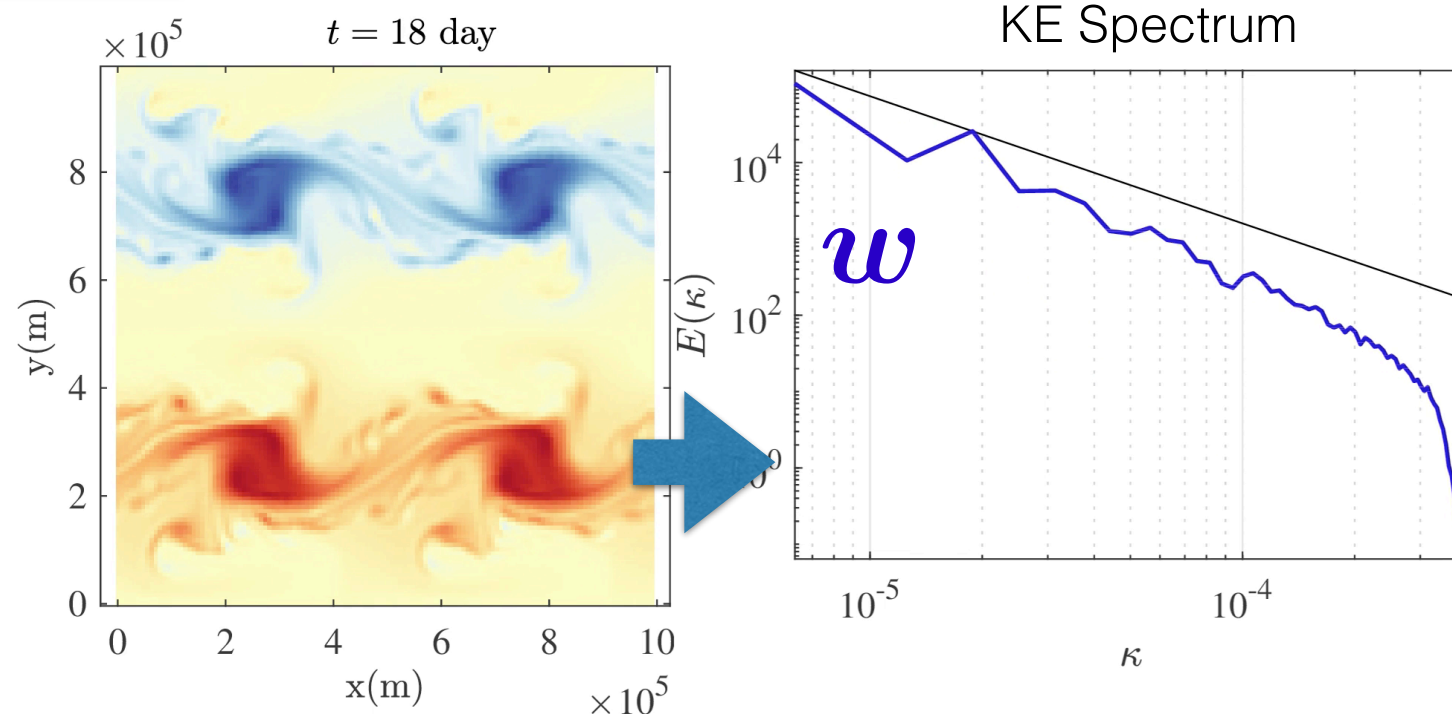 KE Spectrum
×10^5
t = 18 day
8
6
4
2
0
y(m)
0 2 4 6 8 10
x(m)
×10^5
10^4
10^2
E(κ)
w
10^-5 10^-4
κ